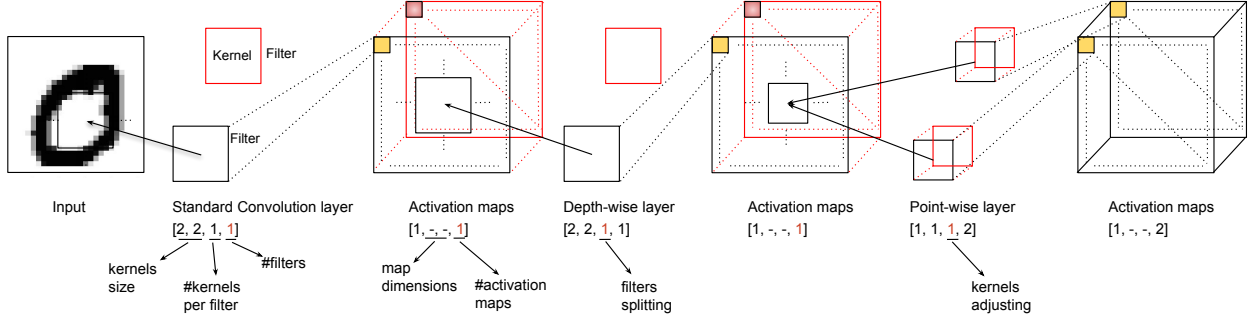 Kernel
Filter
Filter
Input
Standard Convolution layer
Activation maps
Depth-wise layer
Activation maps
Point-wise layer
Activation maps
[2, 2, 1, 1]
[1, -, -, 1]
[2, 2, 1, 1]
[1, -, -, 1]
[1, 1, 1, 2]
[1, -, -, 2]
kernels
size
#kernels
per filter
#filters
map
dimensions
#activation
maps
filters
splitting
kernels
adjusting